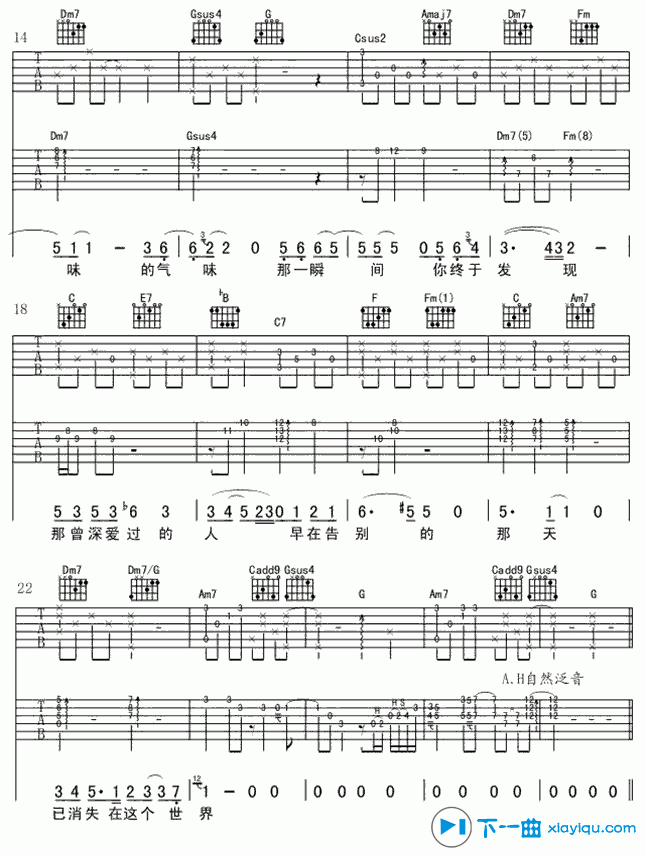 Dm7 Gsus4 G Amaj7 Dm7 Fm
14 Csus2
Dm7 Gsus4 Dm7(5) Fm(8)
5 1 1 - 3 6 6 2 2 0 5 6 6 5 5 5 5 0 5 6 4 3· 4 3 2 -
味 的 气 味 那 一 瞬 间 你 终 于 发 现
18 C E7 ♭B C7 F Fm(1) C Am7
5 3 5 3 5 3 ♭6 3 3 4 5 2 3 0 1 2 1 6· #5 5 0 5· 1 1 0
那 曾 深 爱 过 的 人 早 在 告 别 的 那 天
22 Dm7 Dm7/G Am7 Cadd9 Gsus4 G Am7 Cadd9 Gsus4 G
A.H自然泛音
3 4 5· 1 2 3 3 7 1 - 0 0 0 0 0 0 0 0 0 0 0 0 0 0
已 消 失 在 这 个 世 界
下一曲
xiayiqu.com